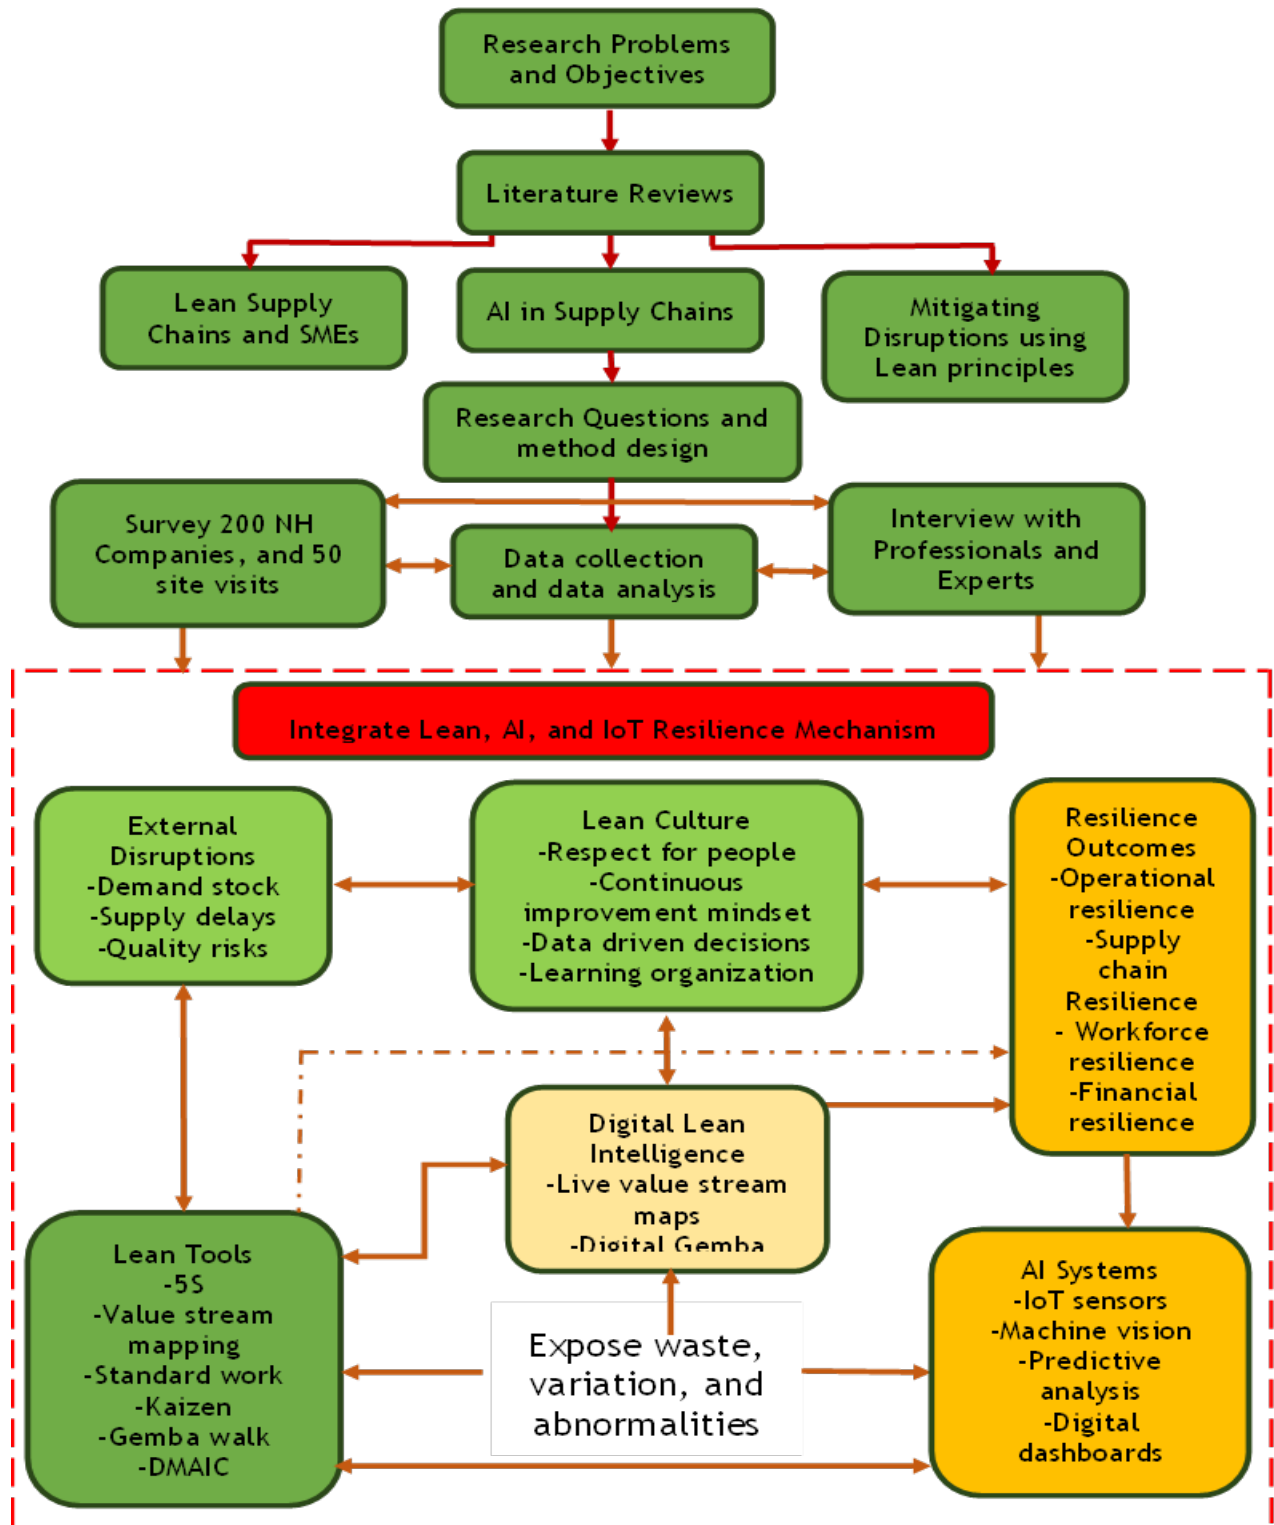 Research Problems
and Objectives
Literature Reviews
Lean Supply
Chains and SMEs
AI in Supply Chains
Mitigating
Disruptions using
Lean principles
Research Questions and
method design
Survey 200 NH
Companies, and 50
site visits
Data collection
and data analysis
Interview with
Professionals and
Experts
Integrate Lean, AI, and IoT Resilience Mechanism
External
Disruptions
-Demand stock
-Supply delays
-Quality risks
Lean Culture
-Respect for people
-Continuous
improvement mindset
-Data driven decisions
-Learning organization
Resilience
Outcomes
-Operational
resilience
-Supply
chain
Resilience
- Workforce
resilience
-Financial
resilience
Digital Lean
Intelligence
-Live value stream
maps
-Digital Gemba
Lean Tools
-5S
-Value stream
mapping
-Standard work
-Kaizen
-Gemba walk
-DMAIC
Expose waste,
variation, and
abnormalities
AI Systems
-IoT sensors
-Machine vision
-Predictive
analysis
-Digital
dashboards